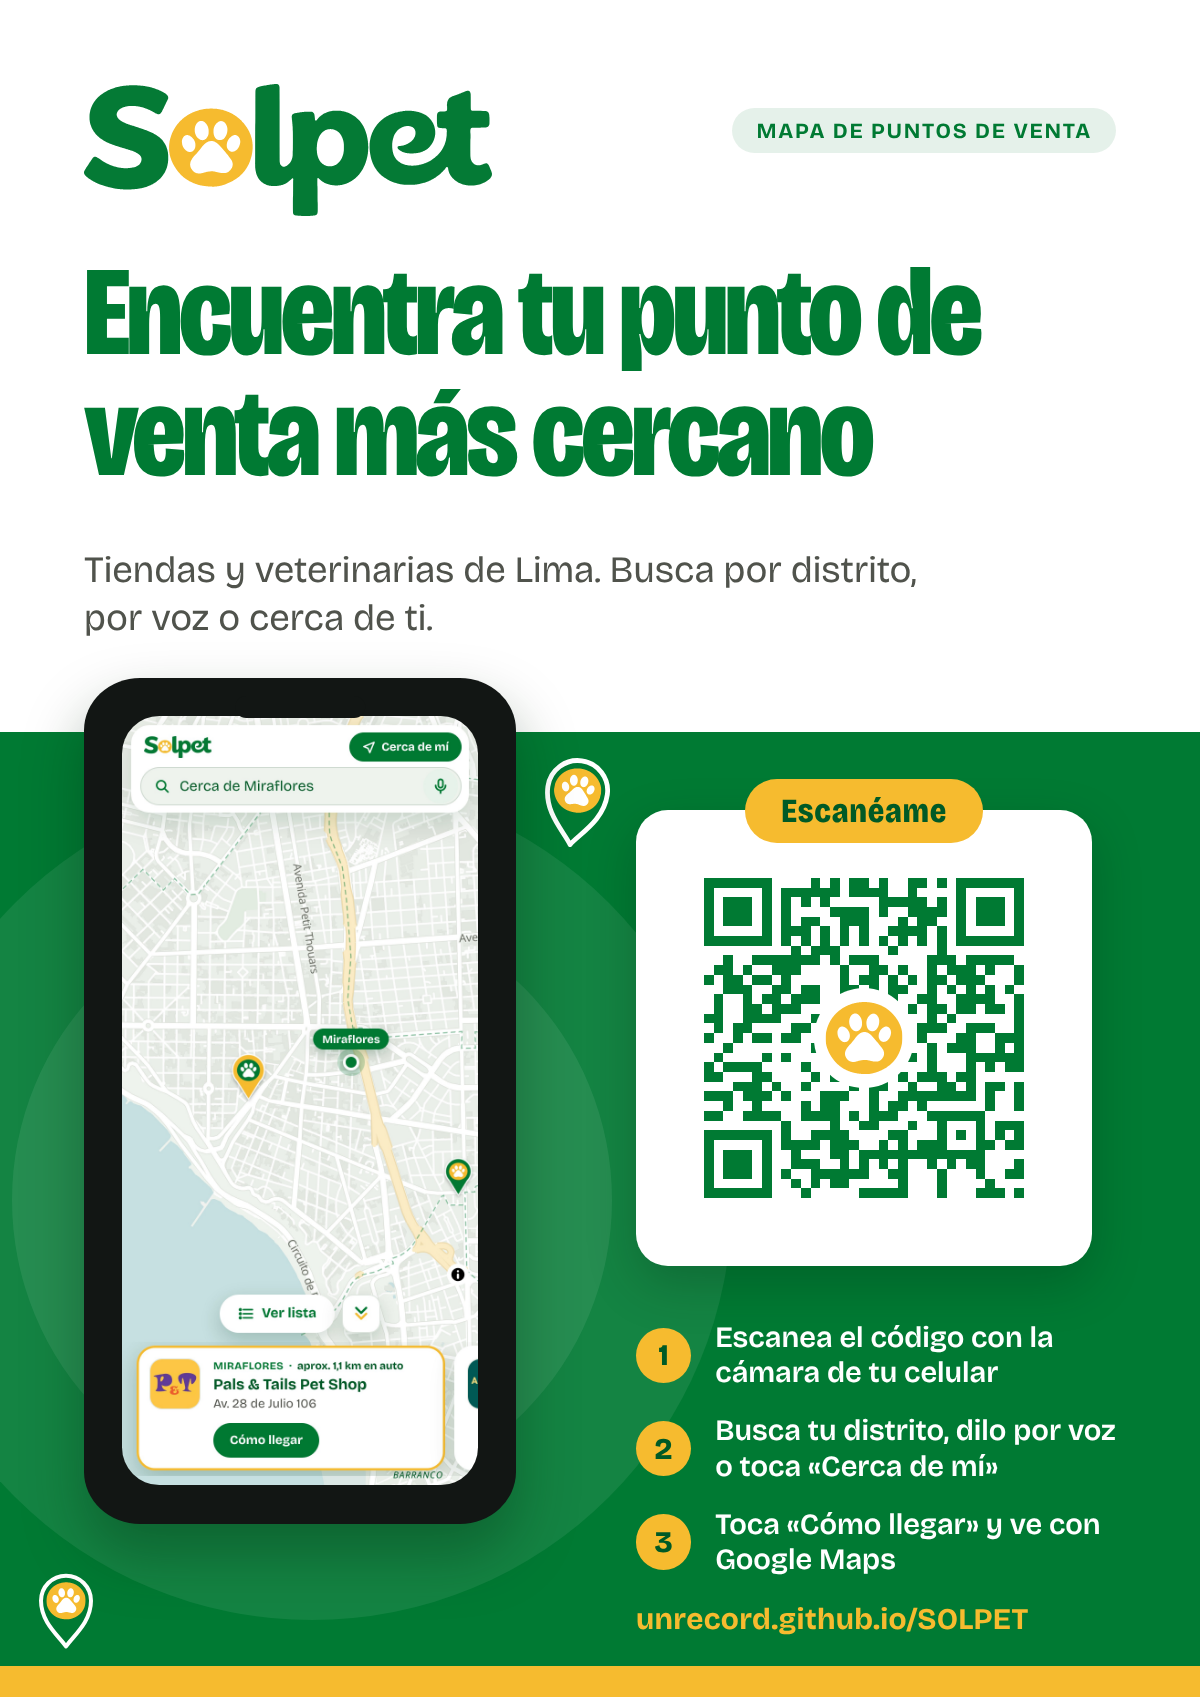 Solpet
MAPA DE PUNTOS DE VENTA
Encuentra tu punto de
venta más cercano
Tiendas y veterinarias de Lima. Busca por distrito,
por voz o cerca de ti.
Solpet
Cerca de mí
Cerca de Miraflores
Avenida Petit Thouars
Ave
Miraflores
Circuito de
Ver lista
MIRAFLORES · aprox. 1,1 km en auto
P&T
Pals & Tails Pet Shop
Av. 28 de Julio 106
Cómo llegar
BARRANCO
Escanéame
1 Escanea el código con la
cámara de tu celular
2 Busca tu distrito, dilo por voz
o toca «Cerca de mí»
3 Toca «Cómo llegar» y ve con
Google Maps
unrecord.github.io/SOLPET